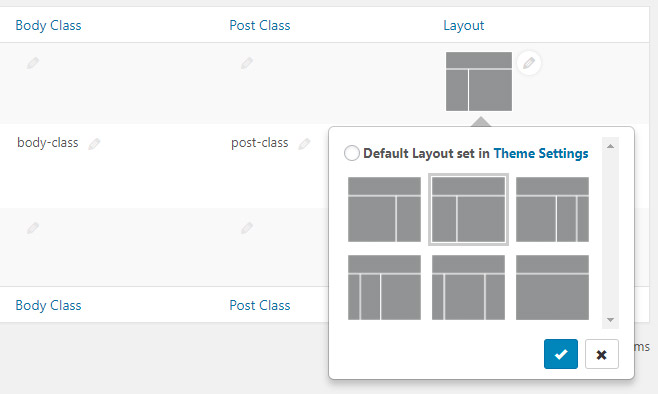 Body Class Post Class Layout
body-class post-class
Default Layout set in Theme Settings
Body Class Post Class
ms